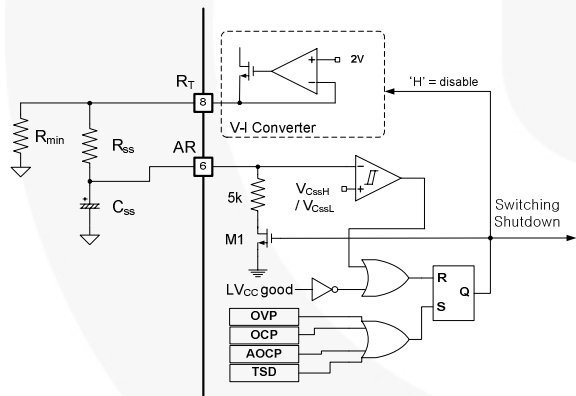 RT
8
2V
'H' = disable
V-I Converter
Rmin
Rss
AR
6
Css
5k
VCssH
/ VCssL
Switching
Shutdown
M1
LVCC good
R
S
Q
OVP
OCP
AOCP
TSD